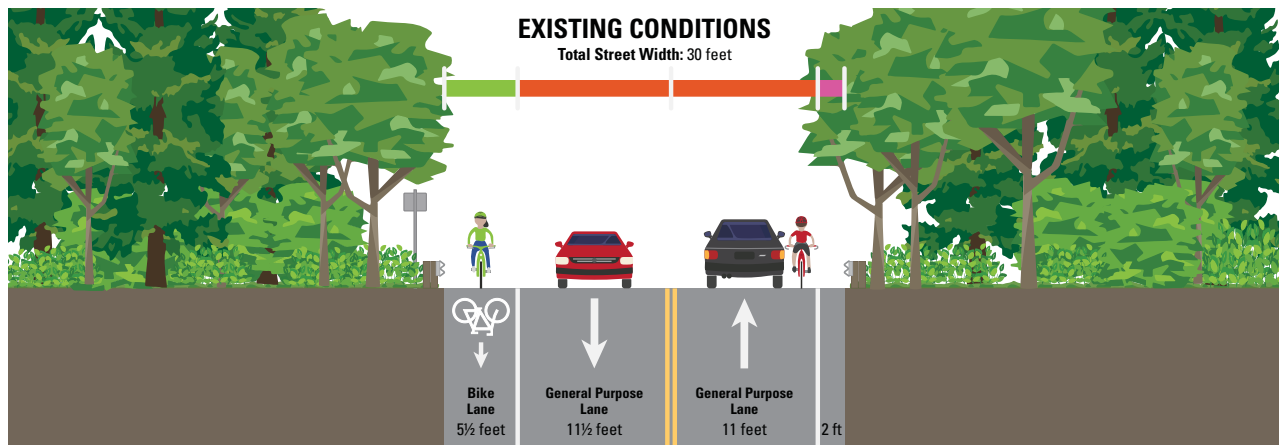 EXISTING CONDITIONS
Total Street Width: 30 feet
Bike
Lane
5½ feet
General Purpose
Lane
11½ feet
General Purpose
Lane
11 feet
2 ft